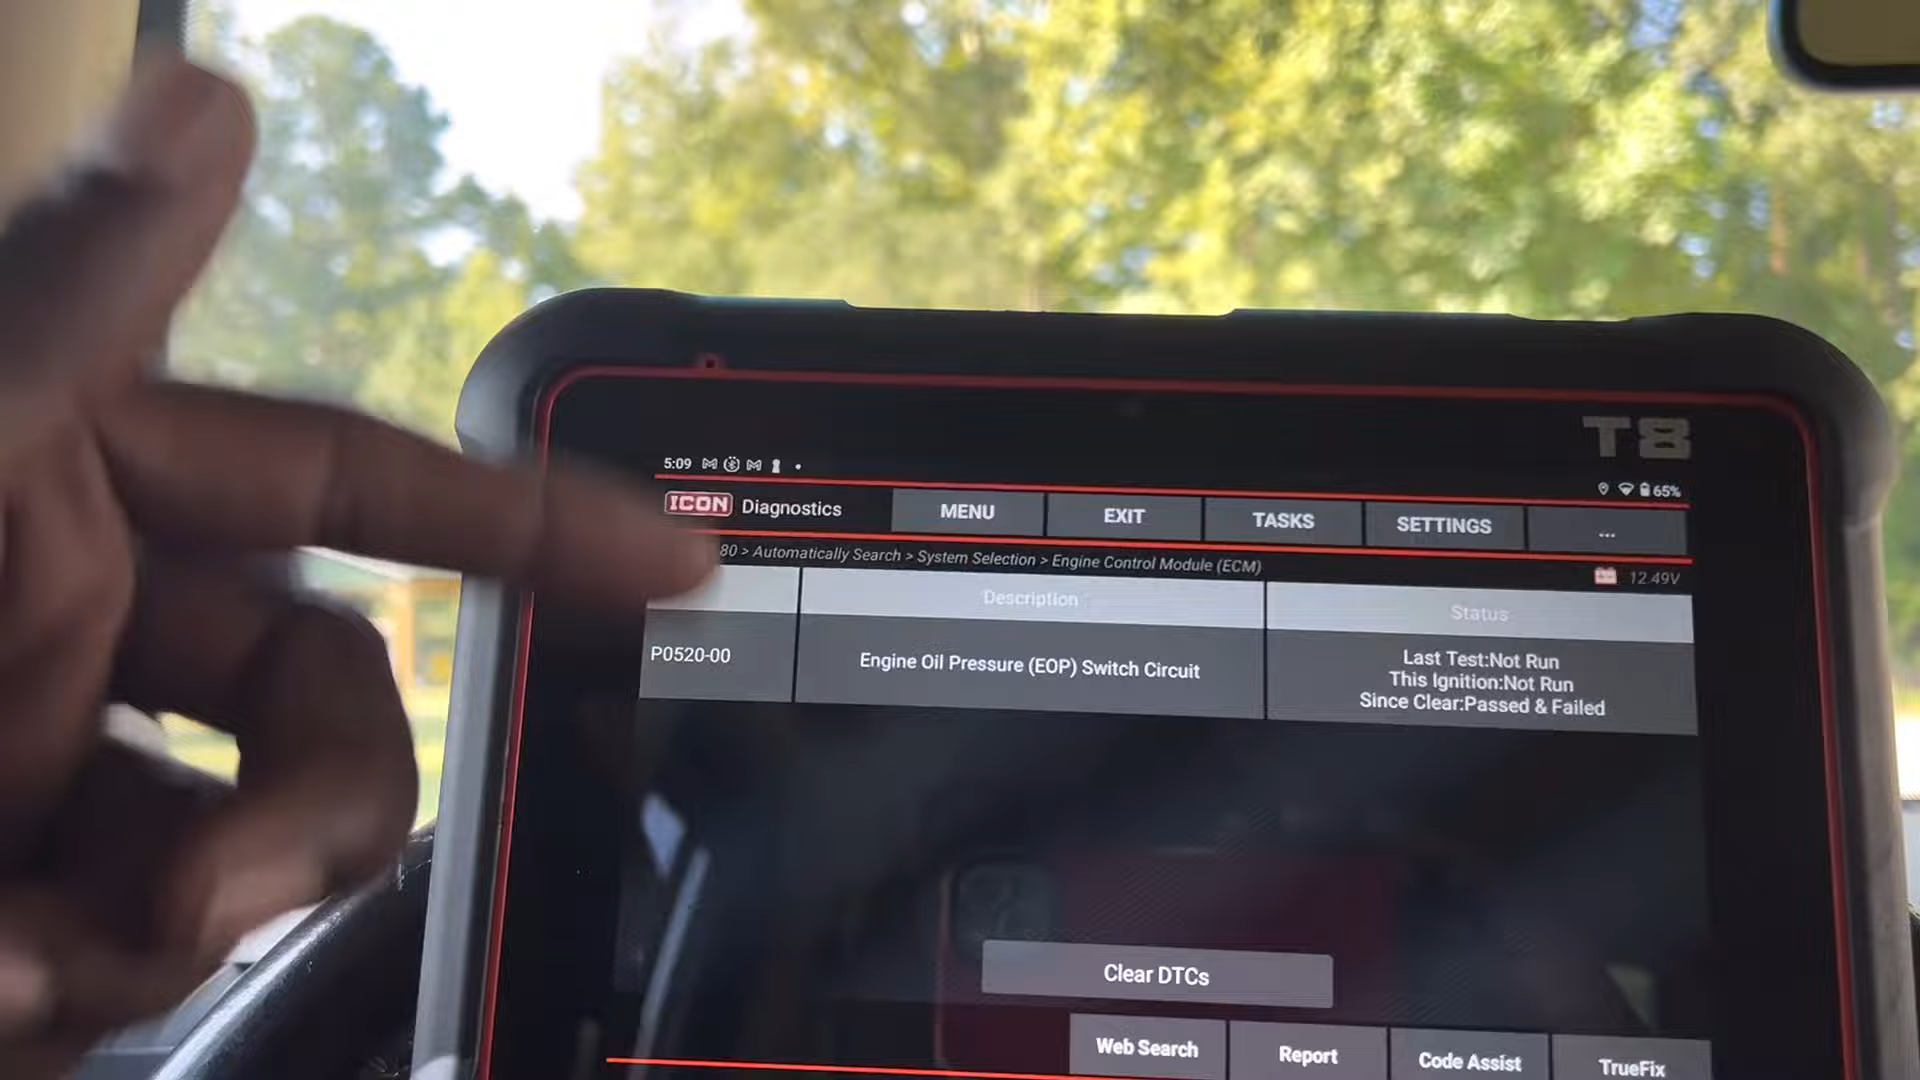 T8
5:09
65%
ICON Diagnostics MENU EXIT TASKS SETTINGS ...
80 > Automatically Search > System Selection > Engine Control Module (ECM)
12.49V
Description Status
P0520-00 Engine Oil Pressure (EOP) Switch Circuit
Last Test:Not Run
This Ignition:Not Run
Since Clear:Passed & Failed
Clear DTCs
Web Search Report Code Assist TrueFix